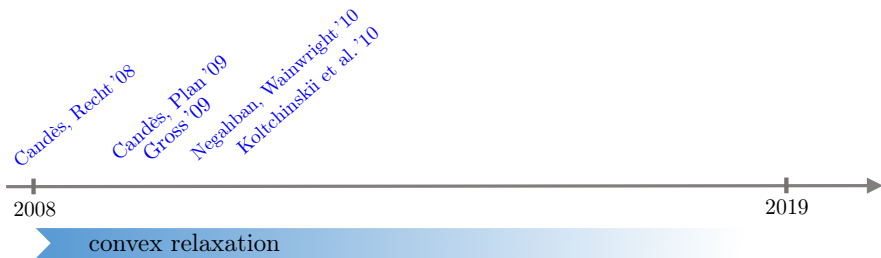 Candès, Recht '08
Candès, Plan '09
Gross '09
Negahban, Wainwright '10
Koltchinskii et al. '10
2008
2019
convex relaxation